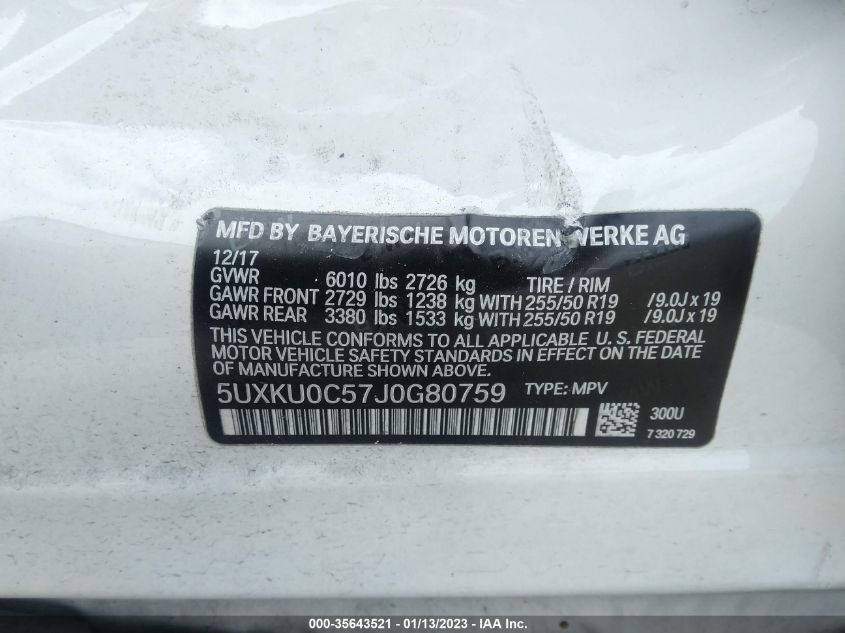 MFD BY BAYERISCHE MOTOREN WERKE AG
12/17
GVWR 6010 lbs 2726 kg TIRE / RIM
GAWR FRONT 2729 lbs 1238 kg WITH 255/50 R19 /9.0J x 19
GAWR REAR 3380 lbs 1533 kg WITH 255/50 R19 /9.0J x 19
THIS VEHICLE CONFORMS TO ALL APPLICABLE U. S. FEDERAL
MOTOR VEHICLE SAFETY STANDARDS IN EFFECT ON THE DATE
OF MANUFACTURE SHOWN ABOVE.
5UXKU0C57J0G80759 TYPE: MPV
300U
7 320 729
000-35643521 - 01/13/2023 - IAA Inc.